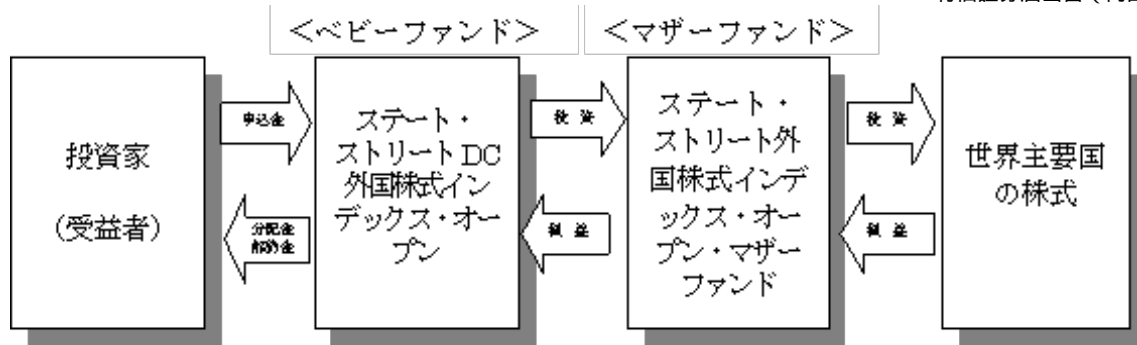 <ベビーファンド>
<マザーファンド>
投資家
(受益者)
申込金
分配金
解約金
ステート・
ストリートDC
外国株式イン
デックス・オー
プン
投 資
損 益
ステート・
ストリート外
国株式インデ
ックス・オー
プン・マザー
ファンド
投 資
損 益
世界主要国
の株式